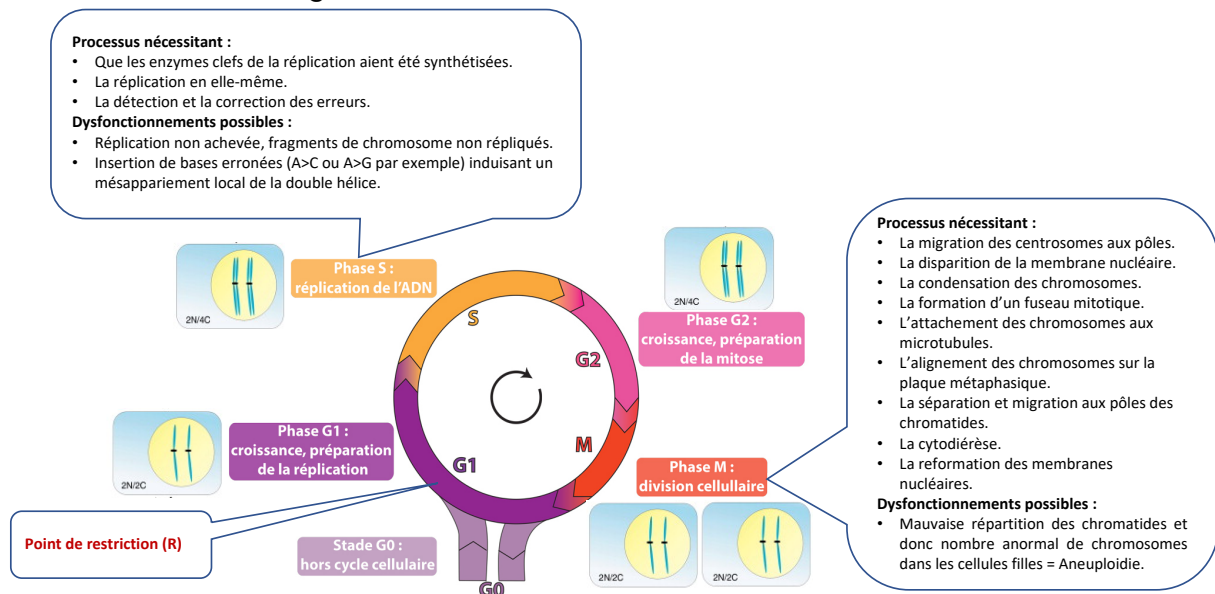 Processus nécessitant :
• Que les enzymes clefs de la réplication aient été synthétisées.
• La réplication en elle-même.
• La détection et la correction des erreurs.
Dysfonctionnements possibles :
• Réplication non achevée, fragments de chromosome non répliqués.
• Insertion de bases erronées (A>C ou A>G par exemple) induisant un
mésappariement local de la double hélice.
2N/4C
Phase S :
réplication de l'ADN
S
2N/4C
Phase G2 :
croissance, préparation
de la mitose
G2
2N/2C
Phase G1 :
croissance, préparation
de la réplication
G1
M
Phase M :
division cellullaire
2N/2C
2N/2C
Point de restriction (R)
Stade G0 :
hors cycle cellulaire
G0
Processus nécessitant :
• La migration des centrosomes aux pôles.
• La disparition de la membrane nucléaire.
• La condensation des chromosomes.
• La formation d'un fuseau mitotique.
• L'attachement des chromosomes aux
microtubules.
• L'alignement des chromosomes sur la
plaque métaphasique.
• La séparation et migration aux pôles des
chromatides.
• La cytodiérèse.
• La reformation des membranes
nucléaires.
Dysfonctionnements possibles :
• Mauvaise répartition des chromatides et
donc nombre anormal de chromosomes
dans les cellules filles = Aneuploidie.